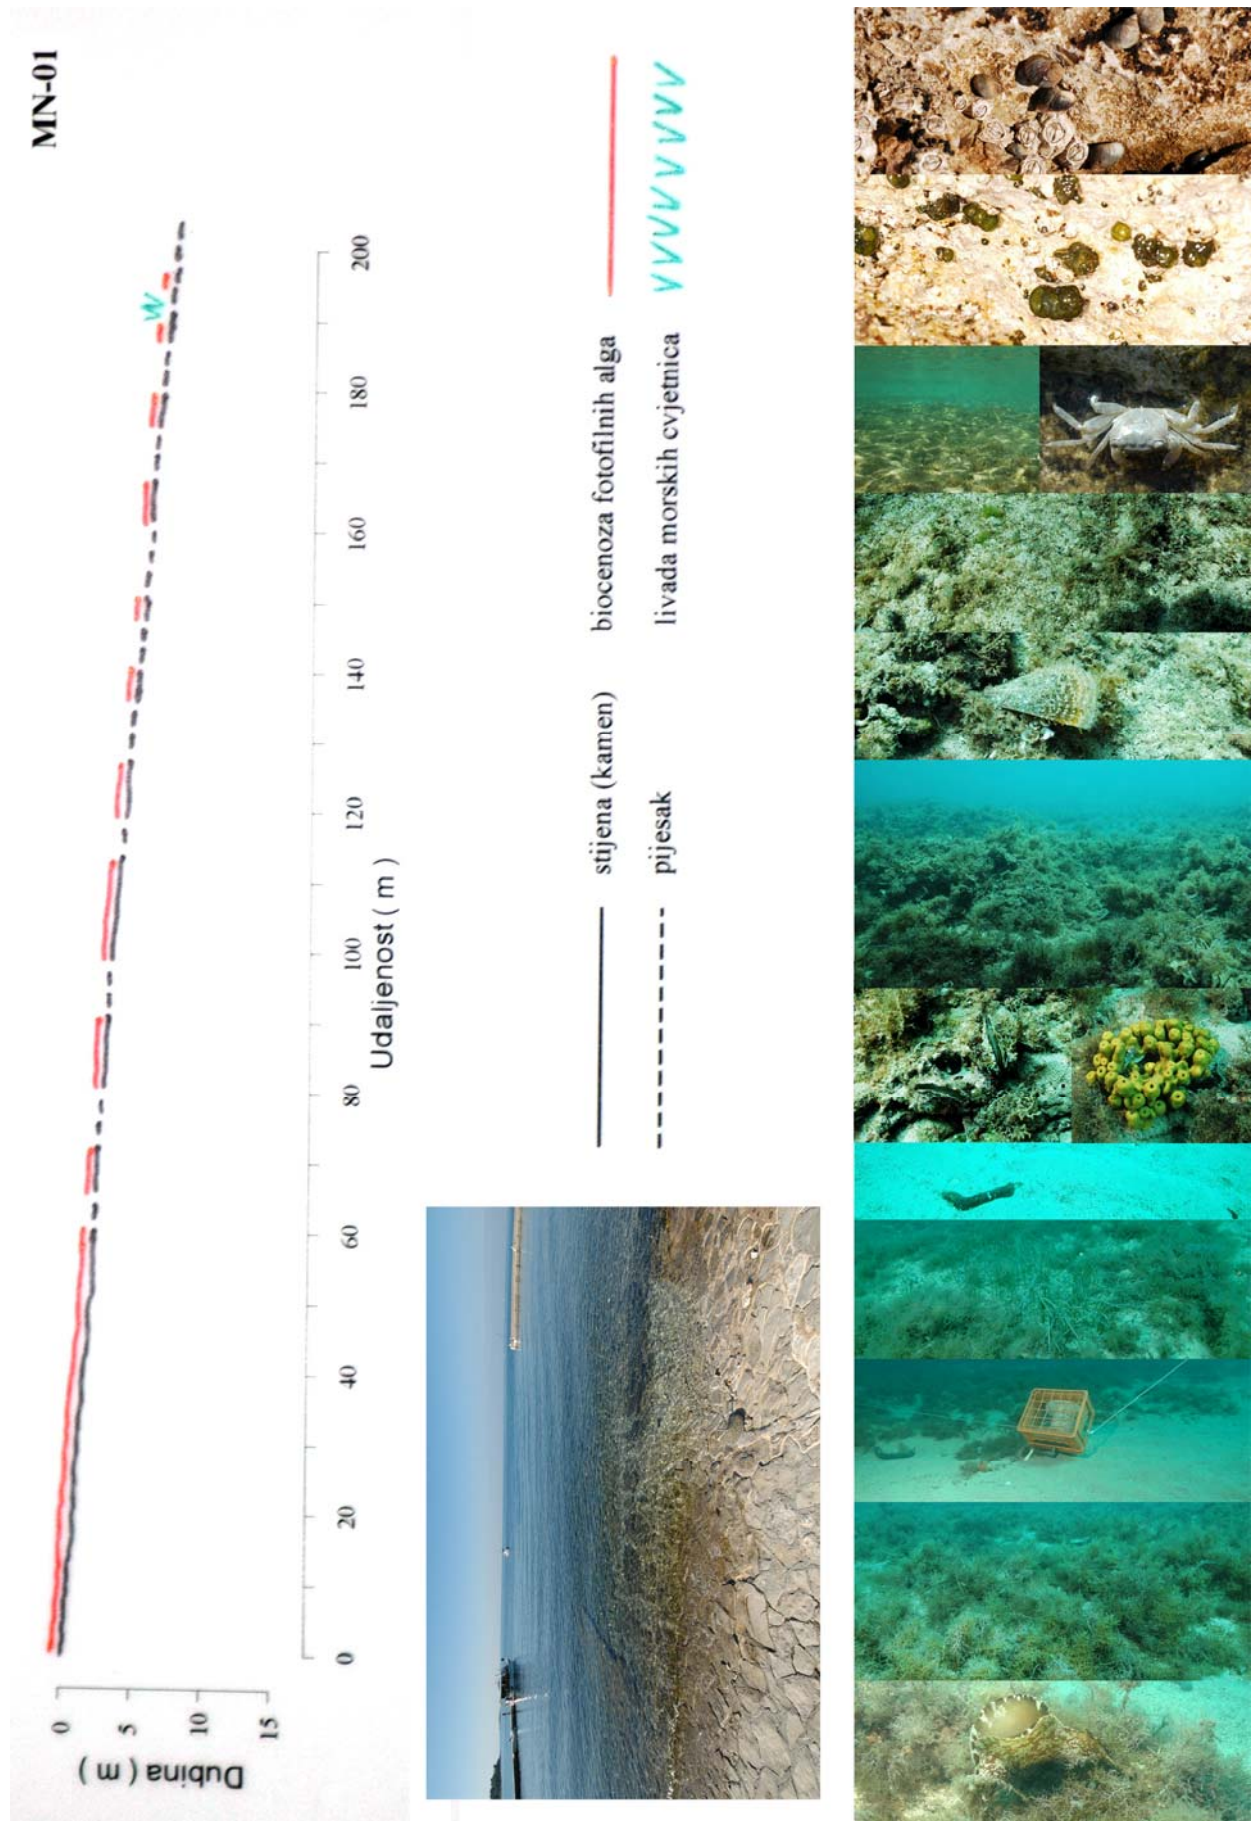 MN-01
0
5
10
15
Dubina ( m )
0 20 40 60 80 100 120 140 160 180 200
Udaljenost ( m )
stijena (kamen) biocenoza fotofilnih alga
pijesak livada morskih cvjetnica